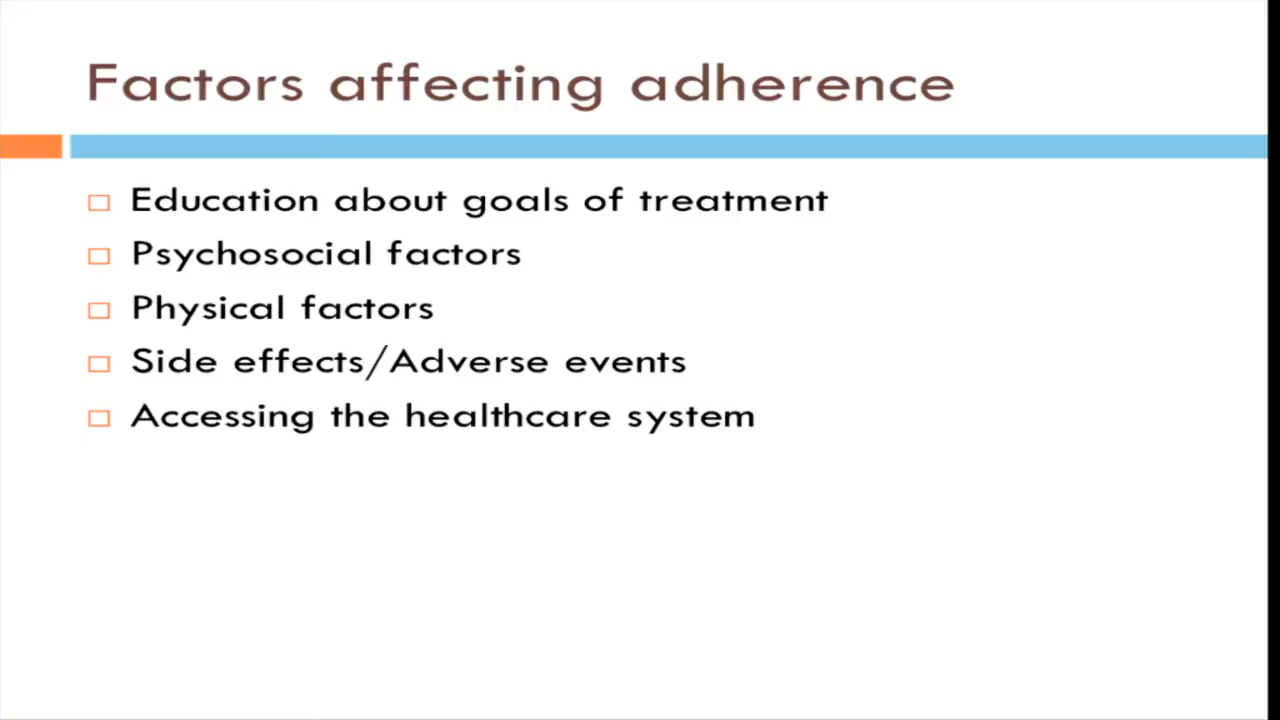 Factors affecting adherence
Education about goals of treatment
Psychosocial factors
Physical factors
Side effects/Adverse events
Accessing the healthcare system